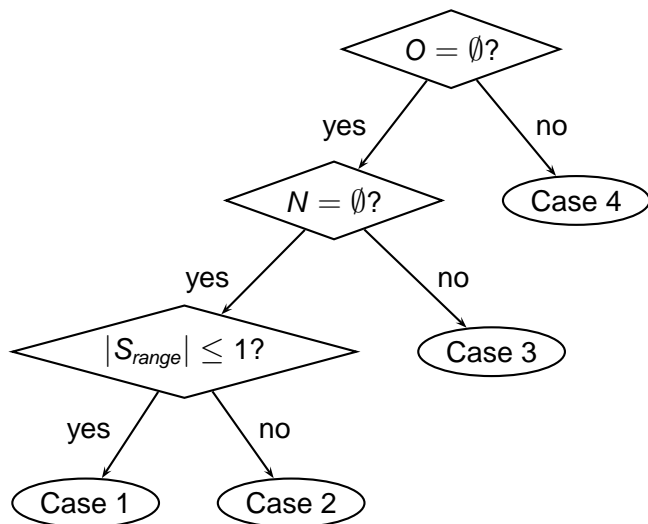 O = ∅?
yes
no
N = ∅?
Case 4
yes
no
|S_range| ≤ 1?
Case 3
yes
no
Case 1
Case 2